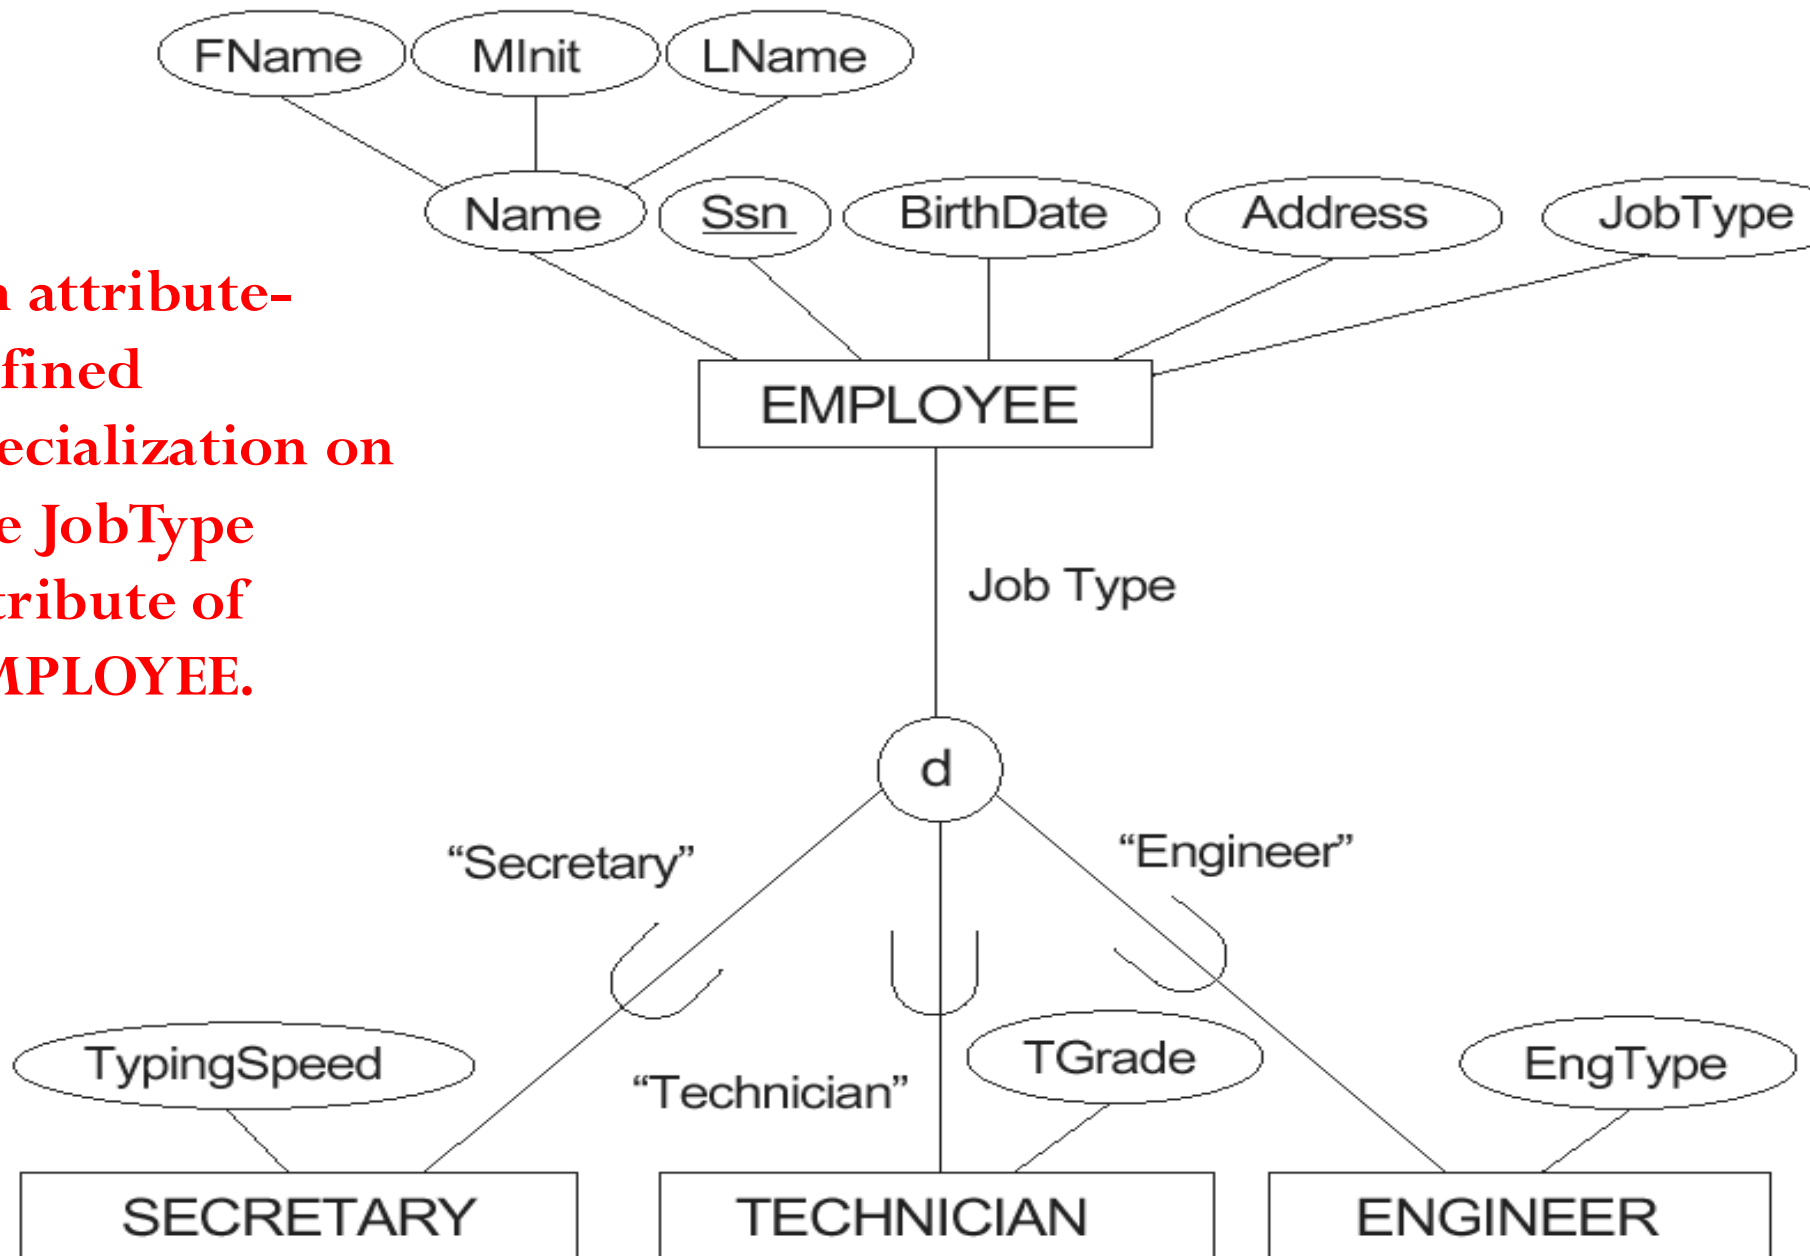 FName MInit LName
Name Ssn BirthDate Address JobType
attribute-
fined
ecialization on
e JobType
tribute of
MPLOYEE.
EMPLOYEE
Job Type
d
“Secretary” “Engineer”
TypingSpeed “Technician” TGrade EngType
SECRETARY TECHNICIAN ENGINEER